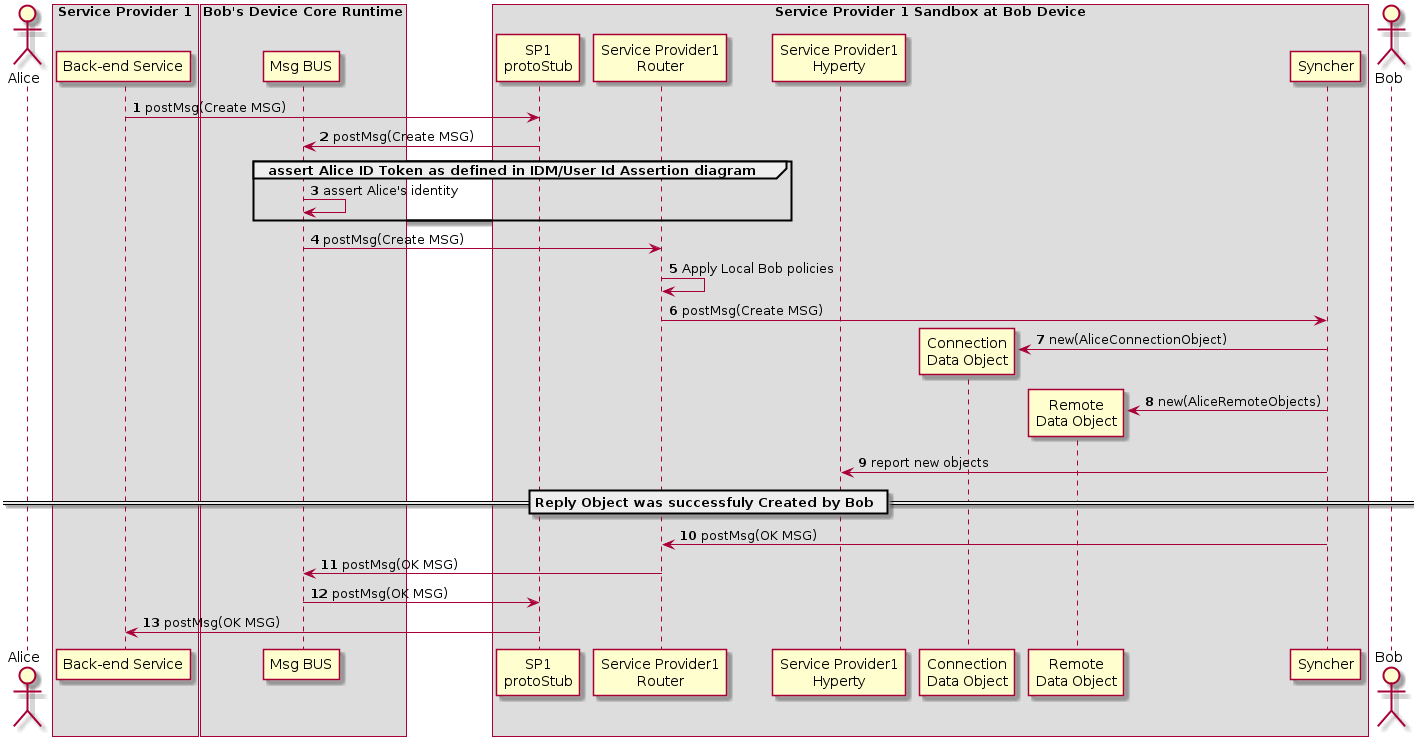 Service Provider 1
Bob's Device Core Runtime
Service Provider 1 Sandbox at Bob Device
Alice
Back-end Service
Msg BUS
SP1
protoStub
Service Provider1
Router
Service Provider1
Hyperty
Syncher
Bob
1 postMsg(Create MSG)
2 postMsg(Create MSG)
assert Alice ID Token as defined in IDM/User Id Assertion diagram
3 assert Alice's identity
4 postMsg(Create MSG)
5 Apply Local Bob policies
6 postMsg(Create MSG)
Connection
Data Object
7 new(AliceConnectionObject)
Remote
Data Object
8 new(AliceRemoteObjects)
9 report new objects
Reply Object was successfuly Created by Bob
10 postMsg(OK MSG)
11 postMsg(OK MSG)
12 postMsg(OK MSG)
13 postMsg(OK MSG)
Alice
Back-end Service
Msg BUS
SP1
protoStub
Service Provider1
Router
Service Provider1
Hyperty
Connection
Data Object
Remote
Data Object
Syncher
Bob